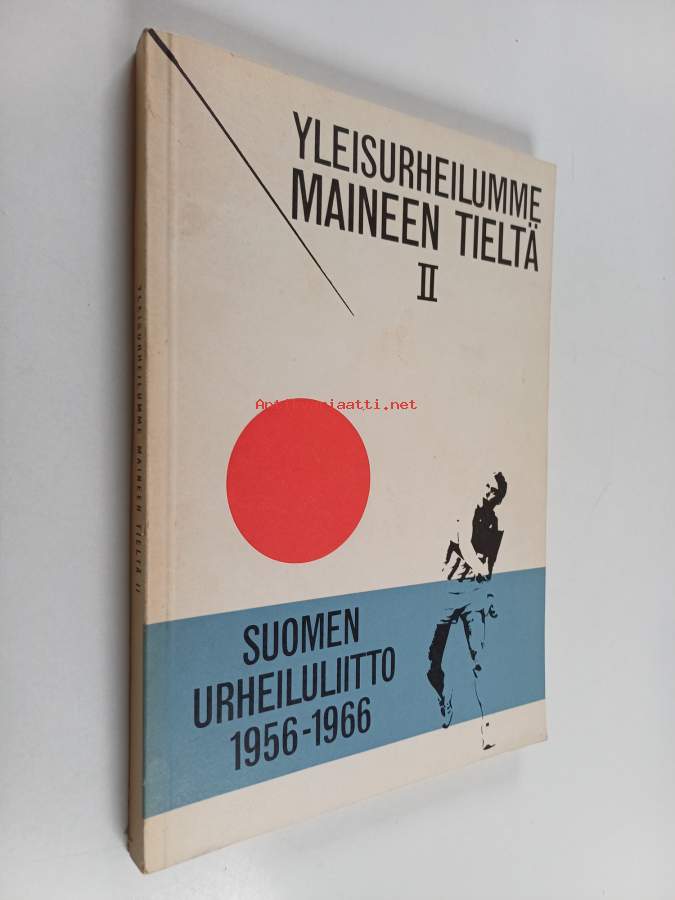 YLEISURHEILUMME
MAINEEN TIELTÄ
II
Antikvariaatti.net
SUOMEN
URHEILULIITTO
1956-1966
YLEISURHEILUMME MAINEEN TIELTÄ II